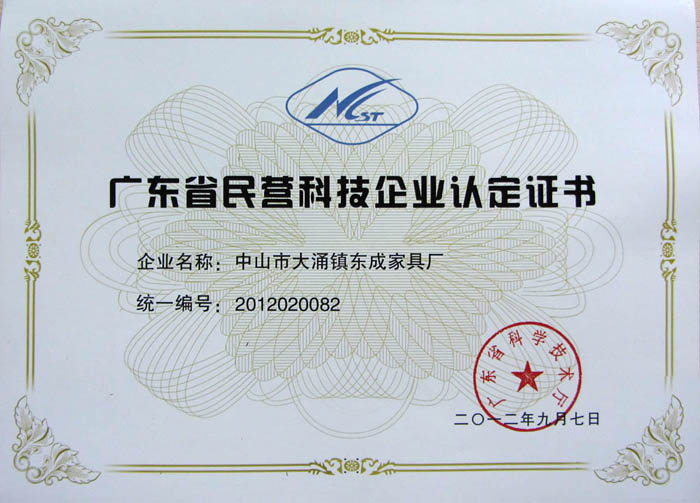 NCST
广东省民营科技企业认定证书
企业名称：中山市大涌镇东成家具厂
统一编号：2012020082
广东省科学技术厅
二〇一二年九月七日